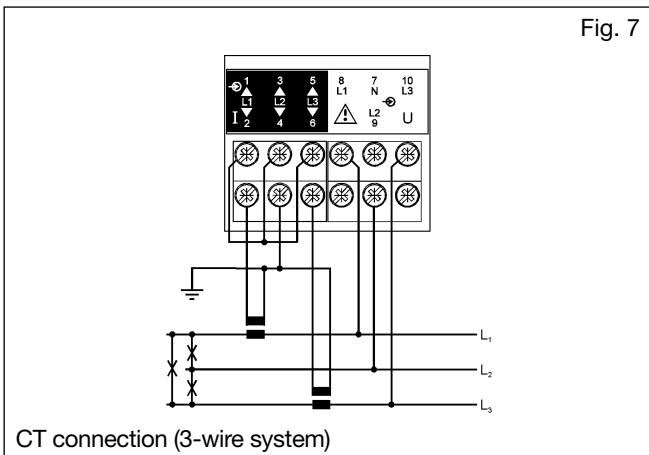 Fig. 7
1 3 5 8 7 10
L1 N L3
L1 L2 L3
I 2 4 6 L2 9 U
L₁
L₂
L₃
CT connection (3-wire system)